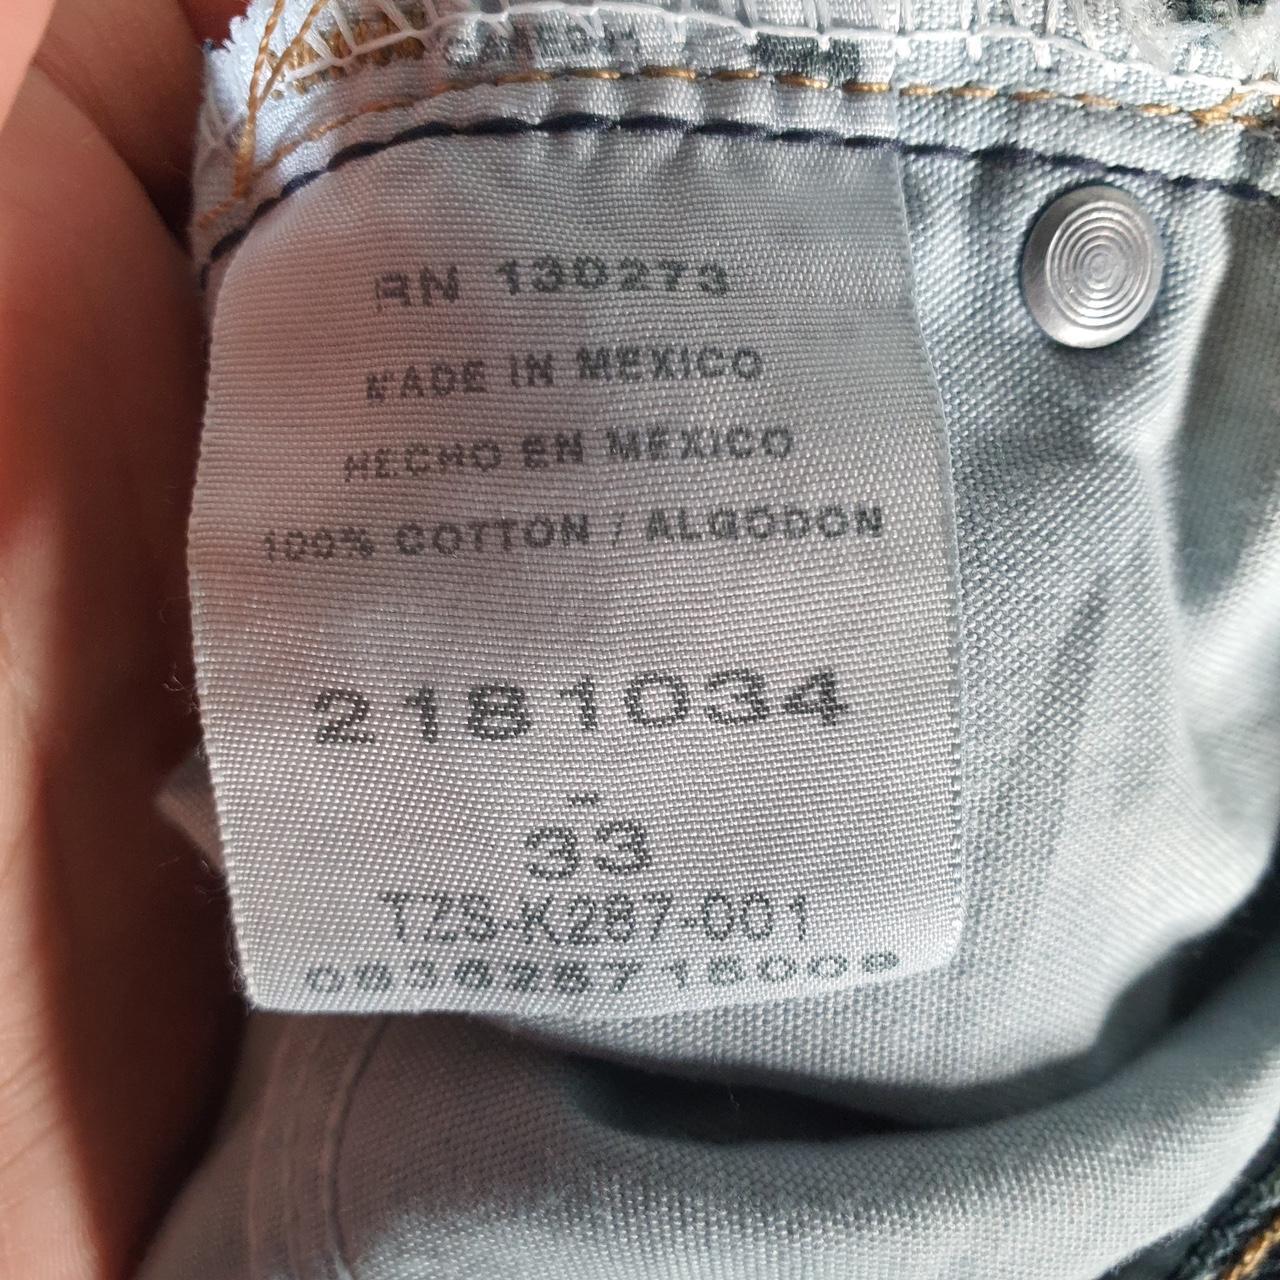 RN 130273
MADE IN MEXICO
HECHO EN MEXICO
100% COTTON / ALGODON
2181034
-
33
TZS-K287-001